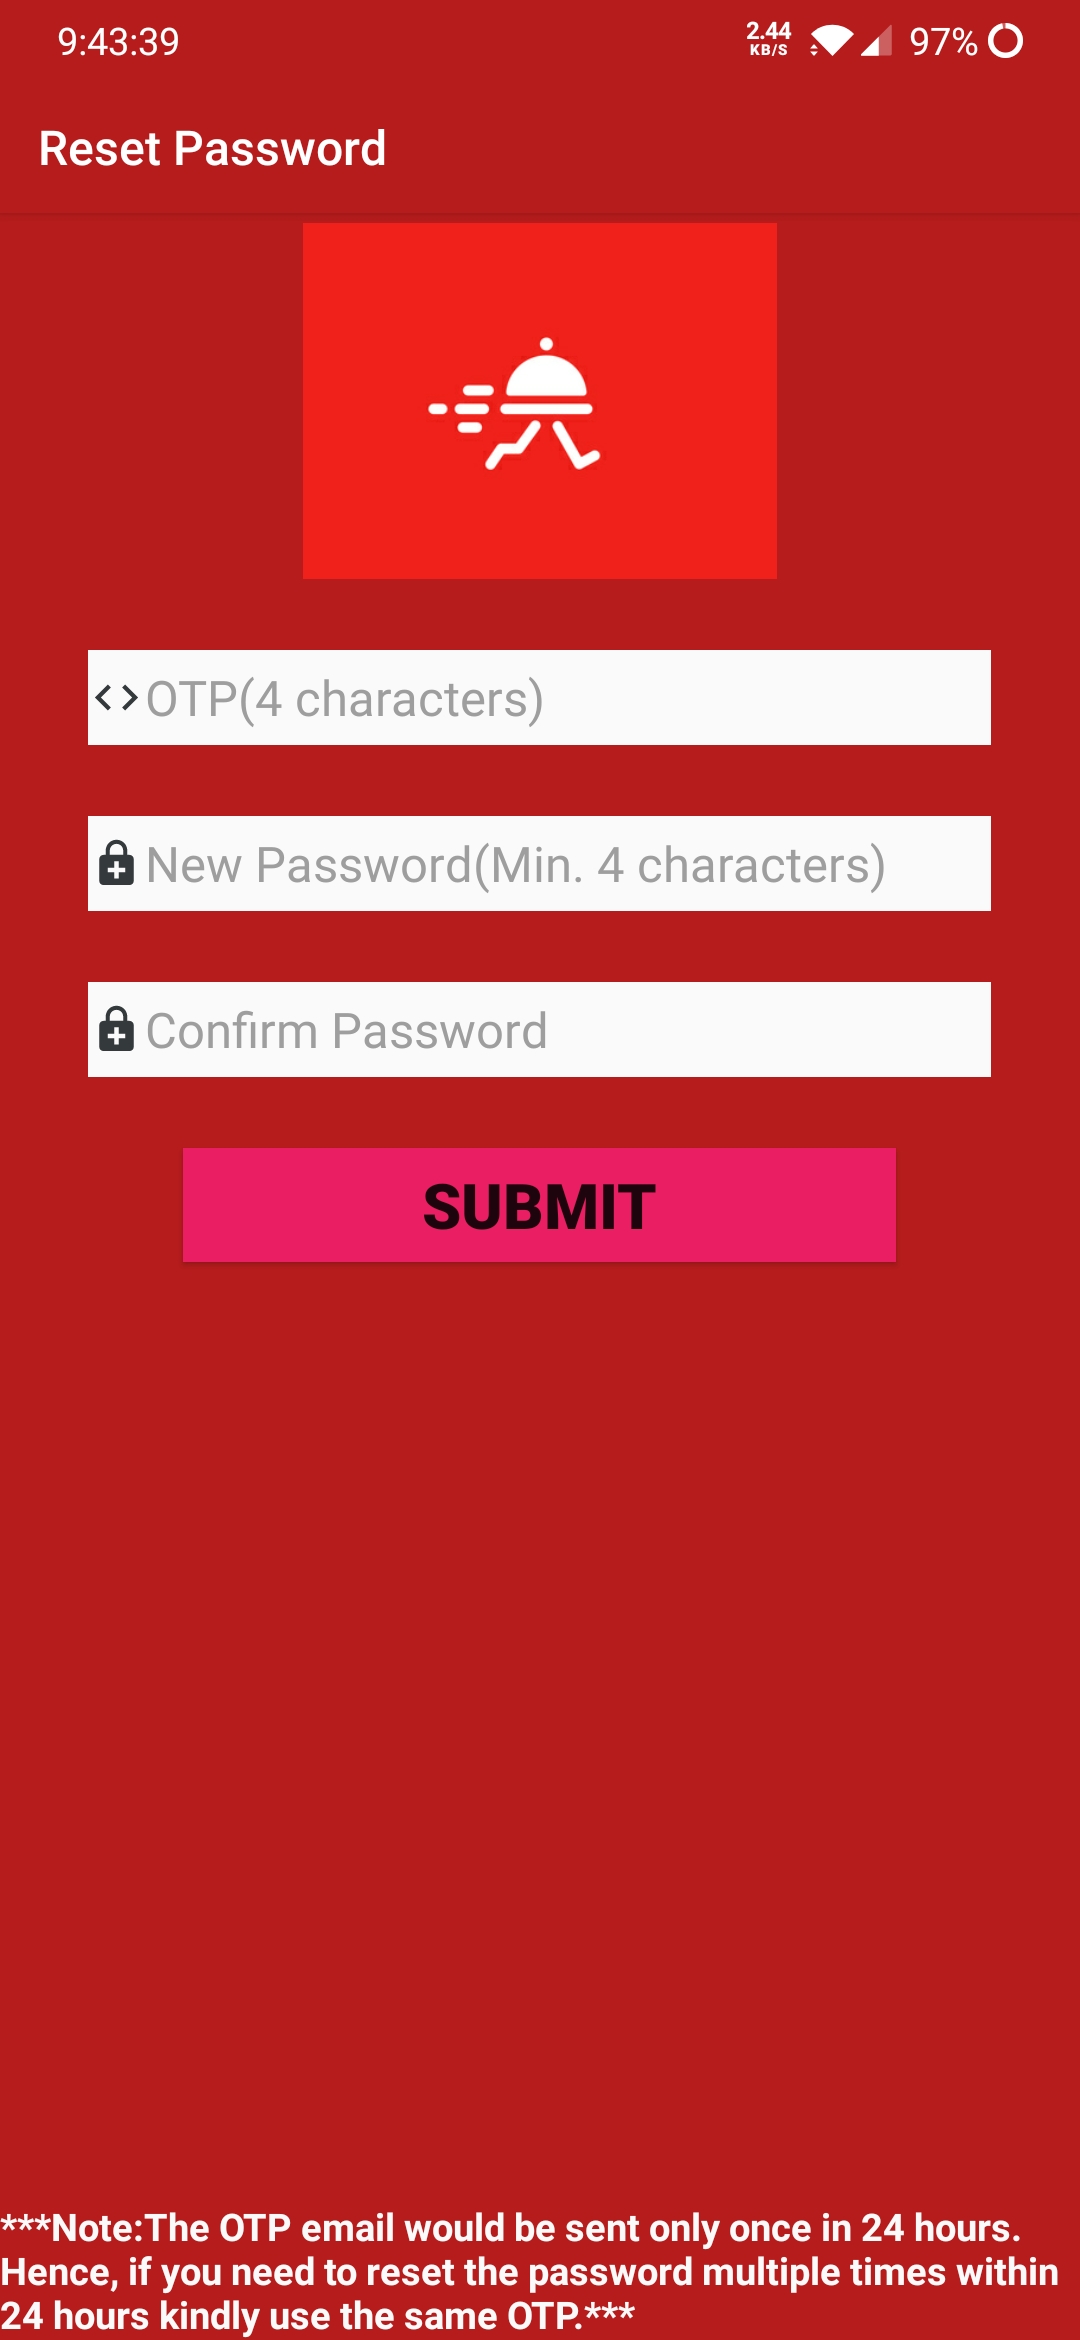 9:43:39
2.44
KB/S
97%
Reset Password
OTP(4 characters)
New Password(Min. 4 characters)
Confirm Password
SUBMIT
***Note:The OTP email would be sent only once in 24 hours.
Hence, if you need to reset the password multiple times within
24 hours kindly use the same OTP.***